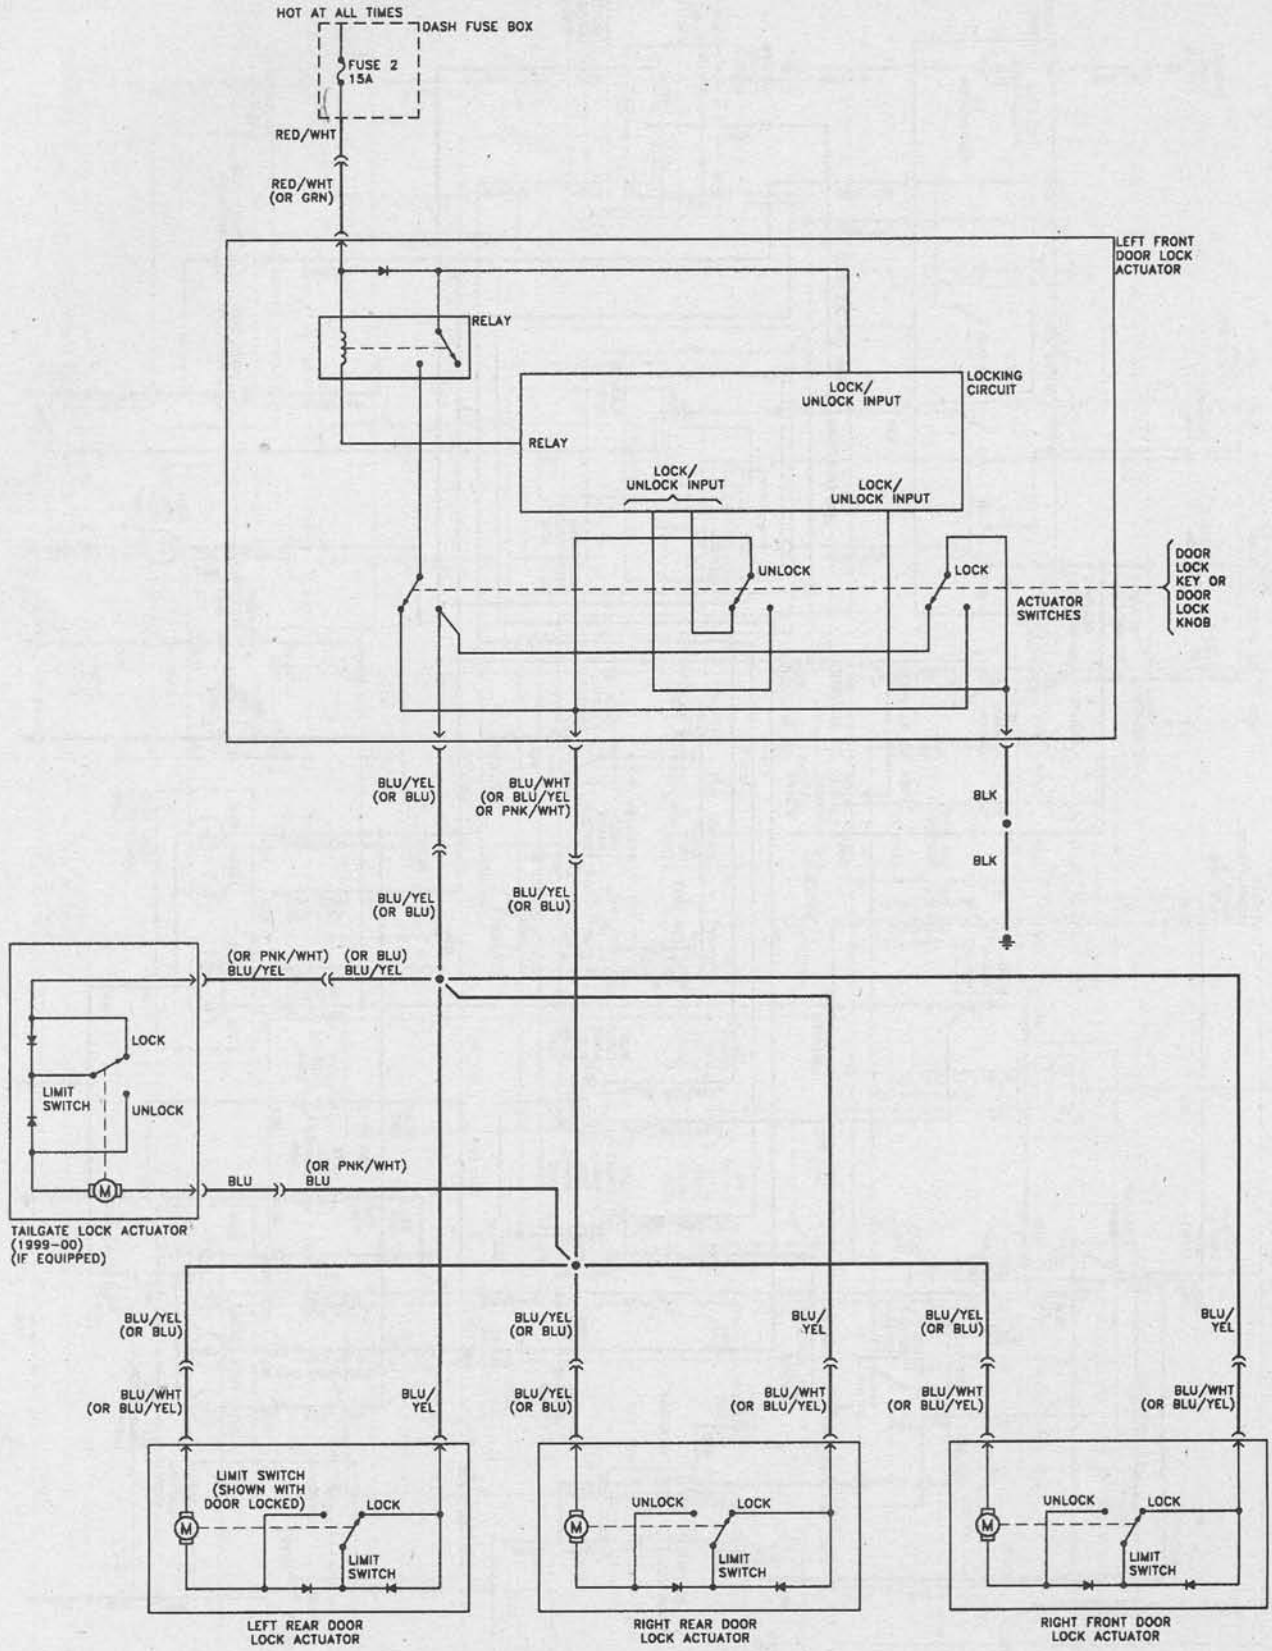 HOT AT ALL TIMES
DASH FUSE BOX
FUSE 2
15A
RED/WHT
RED/WHT
(OR GRN)
LEFT FRONT
DOOR LOCK
ACTUATOR
RELAY
LOCK/
UNLOCK INPUT
LOCKING
CIRCUIT
RELAY
LOCK/
UNLOCK INPUT
LOCK/
UNLOCK INPUT
UNLOCK
LOCK
ACTUATOR
SWITCHES
DOOR
LOCK
KEY OR
DOOR
LOCK
KNOB
BLU/YEL
(OR BLU)
BLU/WHT
(OR BLU/YEL
OR PNK/WHT)
BLK
BLK
BLU/YEL
(OR BLU)
BLU/YEL
(OR BLU)
(OR PNK/WHT)
BLU/YEL
(OR BLU)
BLU/YEL
LOCK
LIMIT
SWITCH
UNLOCK
M
BLU
(OR PNK/WHT)
BLU
TAILGATE LOCK ACTUATOR
(1999-00)
(IF EQUIPPED)
BLU/YEL
(OR BLU)
BLU/YEL
(OR BLU)
BLU/
YEL
BLU/YEL
(OR BLU)
BLU/
YEL
BLU/WHT
(OR BLU/YEL)
BLU/
YEL
BLU/YEL
(OR BLU)
BLU/WHT
(OR BLU/YEL)
BLU/WHT
(OR BLU/YEL)
BLU/WHT
(OR BLU/YEL)
LIMIT SWITCH
(SHOWN WITH
DOOR LOCKED)
LOCK
M
LIMIT
SWITCH
LEFT REAR DOOR
LOCK ACTUATOR
UNLOCK
LOCK
M
LIMIT
SWITCH
RIGHT REAR DOOR
LOCK ACTUATOR
UNLOCK
LOCK
M
LIMIT
SWITCH
RIGHT FRONT DOOR
LOCK ACTUATOR